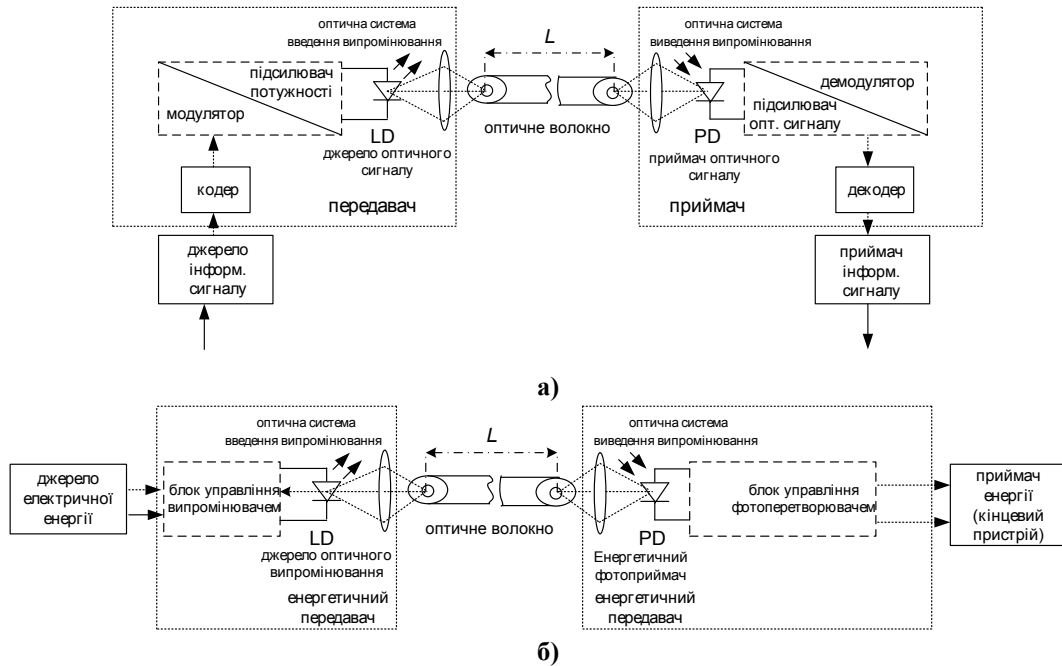 оптична система
введення випромінювання
L
оптична система
виведення випромінювання
підсилювач
потужності
модулятор
LD
джерело оптичного
сигналу
оптичне волокно
PD
приймач оптичного
сигналу
демодулятор
підсилювач
опт. сигналу
кодер
передавач
приймач
декодер
джерело
інформ.
сигналу
приймач
інформ.
сигналу
а)
оптична система
введення випромінювання
L
оптична система
виведення випромінювання
джерело
електричної
енергії
блок управління
випромінювачем
LD
джерело оптичного
випромінювання
енергетичний
передавач
оптичне волокно
PD
Енергетичний
фотоприймач
енергетичний
передавач
блок управління
фотоперетворювачем
приймач
енергії
(кінцевий
пристрій)
б)